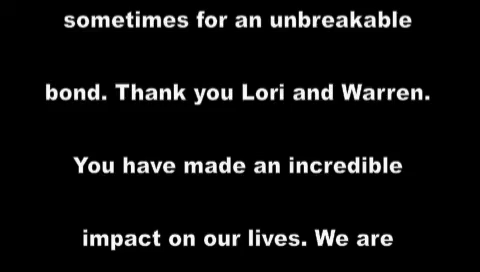 sometimes for an unbreakable
bond. Thank you Lori and Warren.
You have made an incredible
impact on our lives. We are